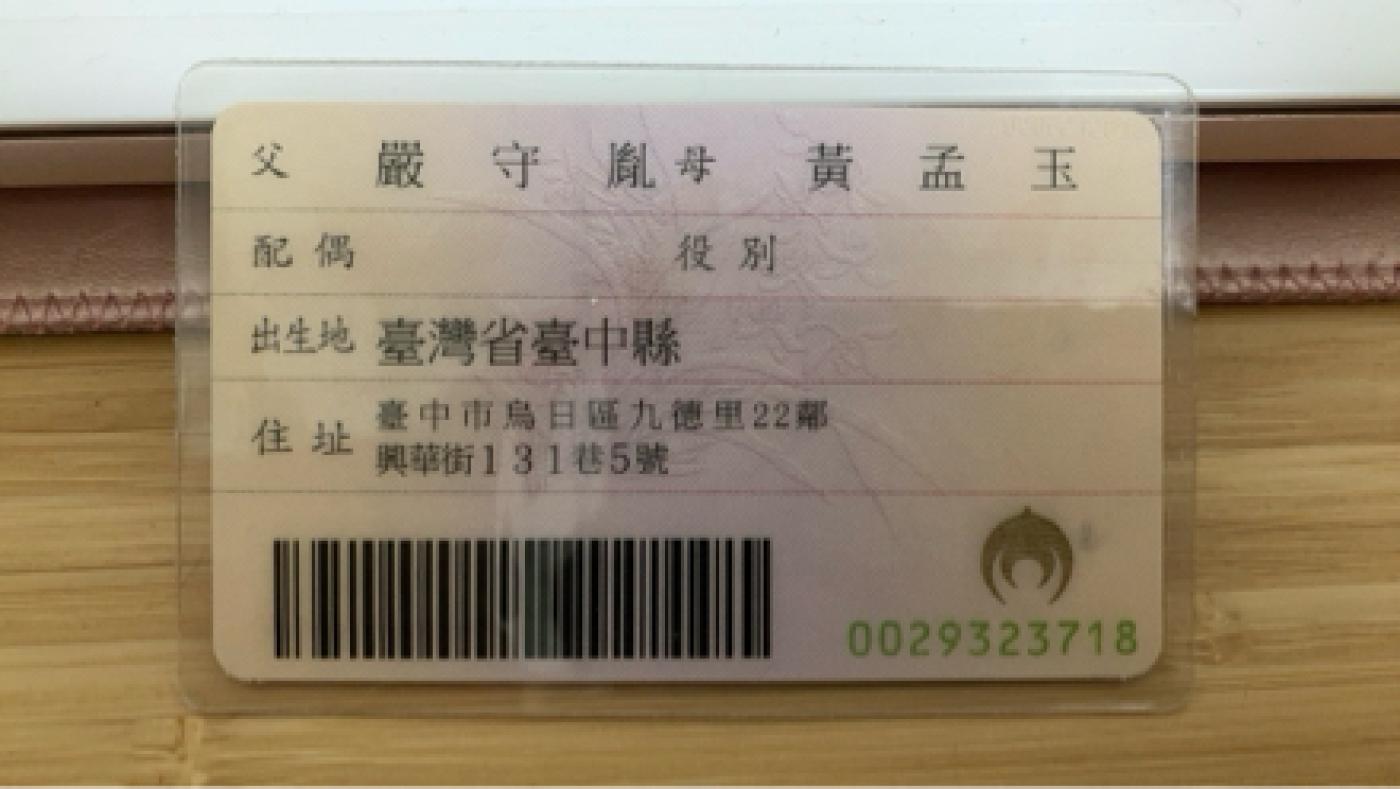 父 嚴守胤 母 黃孟玉
配偶 役別
出生地 臺灣省臺中縣
住址 臺中市烏日區九德里22鄰
興華街131巷5號
0029323718